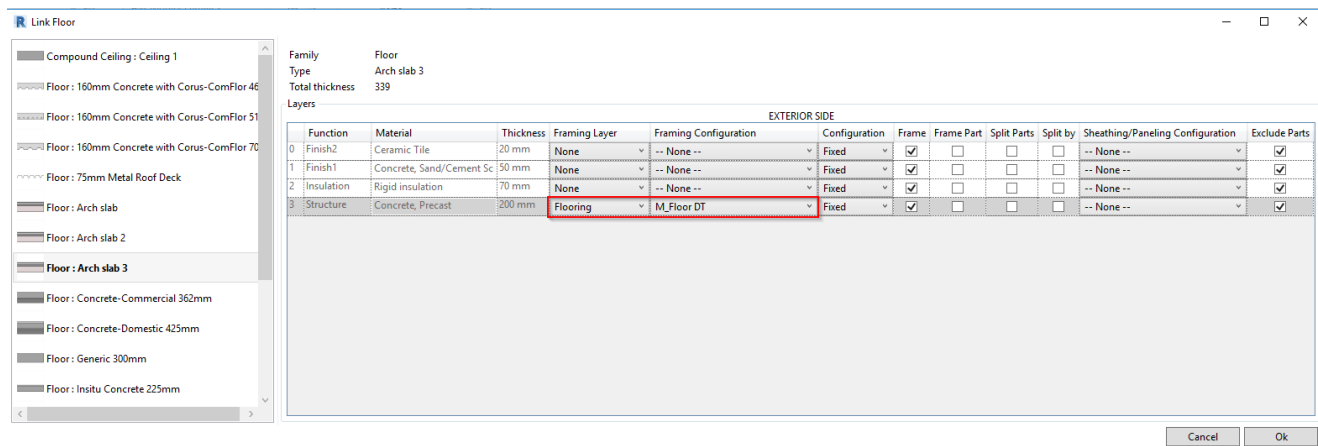 Link Floor
Compound Ceiling : Ceiling 1
Floor : 160mm Concrete with Corus-ComFlor 46
Floor : 160mm Concrete with Corus-ComFlor 51
Floor : 160mm Concrete with Corus-ComFlor 70
Floor : 75mm Metal Roof Deck
Floor : Arch slab
Floor : Arch slab 2
Floor : Arch slab 3
Floor : Concrete-Commercial 362mm
Floor : Concrete-Domestic 425mm
Floor : Generic 300mm
Floor : Insitu Concrete 225mm
Family Floor
Type Arch slab 3
Total thickness 339
Layers
EXTERIOR SIDE
Function Material Thickness Framing Layer Framing Configuration Configuration Frame Frame Part Split Parts Split by Sheathing/Paneling Configuration Exclude Parts
0 Finish2 Ceramic Tile 20 mm None -- None -- Fixed -- None --
1 Finish1 Concrete, Sand/Cement Sc 50 mm None -- None -- Fixed -- None --
2 Insulation Rigid insulation 70 mm None -- None -- Fixed -- None --
3 Structure Concrete, Precast 200 mm Flooring M_Floor DT Fixed -- None --
Cancel Ok